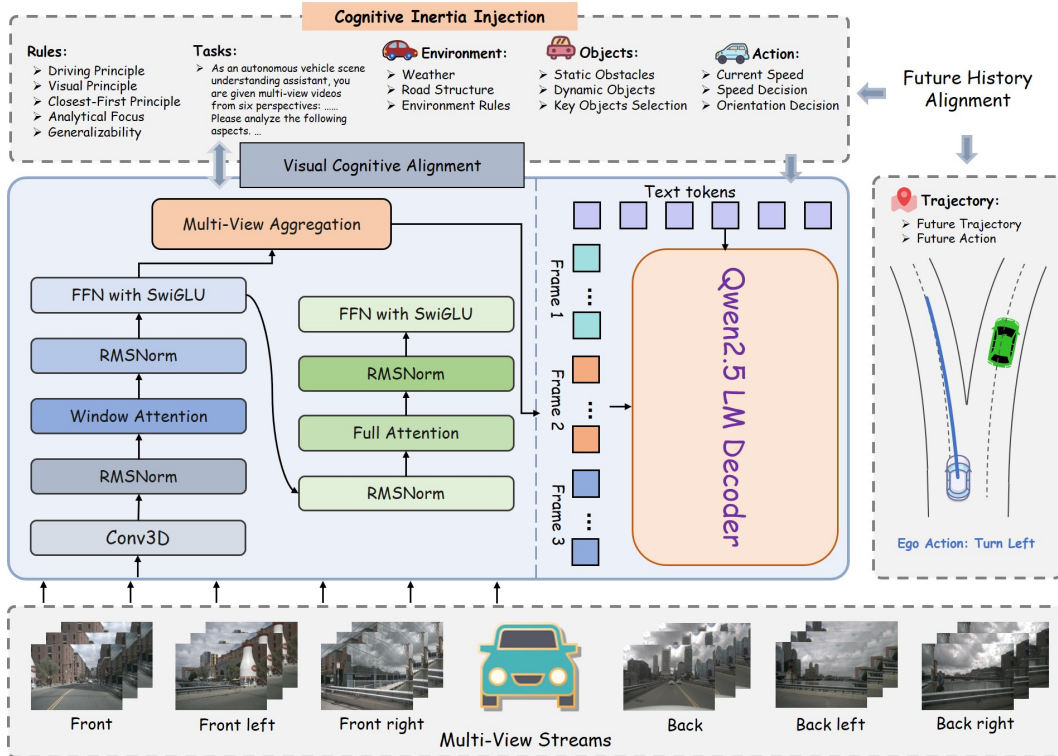 Cognitive Inertia Injection
Rules:
➢ Driving Principle
➢ Visual Principle
➢ Closest-First Principle
➢ Analytical Focus
➢ Generalizability
Tasks:
➢ As an autonomous vehicle scene
understanding assistant, you
are given multi-view videos
from six perspectives: ......
Please analyze the following
aspects. ...
Environment:
➢ Weather
➢ Road Structure
➢ Environment Rules
Objects:
➢ Static Obstacles
➢ Dynamic Objects
➢ Key Objects Selection
Action:
➢ Current Speed
➢ Speed Decision
➢ Orientation Decision
Future History
Alignment
Visual Cognitive Alignment
Multi-View Aggregation
FFN with SwiGLU
RMSNorm
Window Attention
RMSNorm
Conv3D
FFN with SwiGLU
RMSNorm
Full Attention
RMSNorm
Text tokens
Frame 1
...
Frame 2
...
Frame 3
...
Qwen2.5 LM Decoder
Trajectory:
➢ Future Trajectory
➢ Future Action
Ego Action: Turn Left
Front
Front left
Front right
Back
Back left
Back right
Multi-View Streams